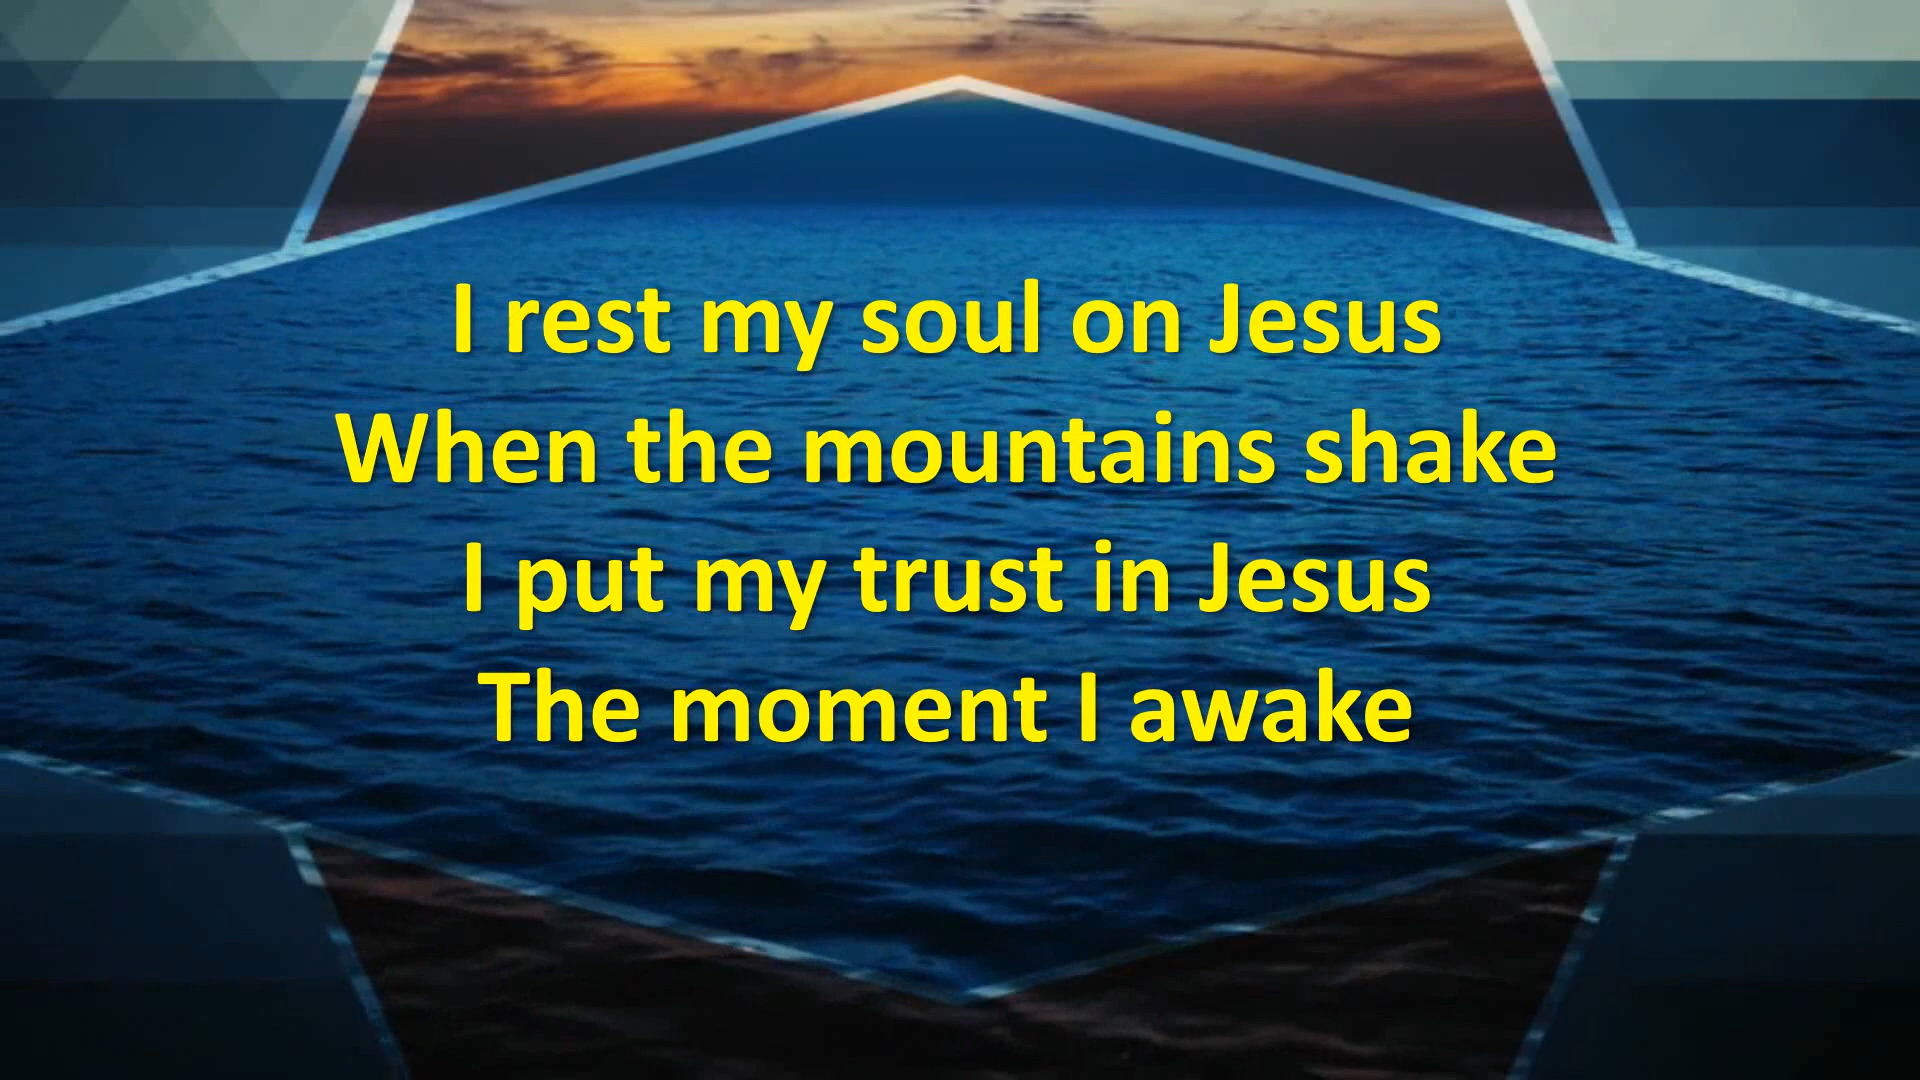 I rest my soul on Jesus
When the mountains shake
I put my trust in Jesus
The moment I awake